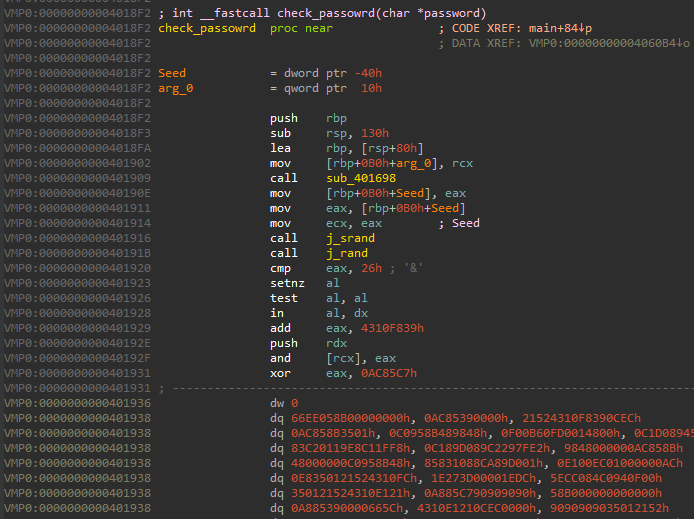 VMP0:00000000004018F2 ; int __fastcall check_passowrd(char *password)
VMP0:00000000004018F2 check_passowrd proc near ; CODE XREF: main+84↓p
VMP0:00000000004018F2 ; DATA XREF: VMP0:00000000004060B4↓o
VMP0:00000000004018F2
VMP0:00000000004018F2 Seed = dword ptr -40h
VMP0:00000000004018F2 arg_0 = qword ptr 10h
VMP0:00000000004018F2
VMP0:00000000004018F2 push rbp
VMP0:00000000004018F3 sub rsp, 130h
VMP0:00000000004018FA lea rbp, [rsp+80h]
VMP0:0000000000401902 mov [rbp+0B0h+arg_0], rcx
VMP0:0000000000401909 call sub_401698
VMP0:000000000040190E mov [rbp+0B0h+Seed], eax
VMP0:0000000000401911 mov eax, [rbp+0B0h+Seed]
VMP0:0000000000401914 mov ecx, eax ; Seed
VMP0:0000000000401916 call j_srand
VMP0:000000000040191B call j_rand
VMP0:0000000000401920 cmp eax, 26h ; '&'
VMP0:0000000000401923 setnz al
VMP0:0000000000401926 test al, al
VMP0:0000000000401928 in al, dx
VMP0:0000000000401929 add eax, 4310F839h
VMP0:000000000040192E push rdx
VMP0:000000000040192F and [rcx], eax
VMP0:0000000000401931 xor eax, 0AC85C7h
VMP0:0000000000401931 ; ---------------------------------------------------------------
VMP0:0000000000401936 dw 0
VMP0:0000000000401938 dq 66EE058B00000000h, 0AC85390000h, 21524310F8390CECh
VMP0:0000000000401938 dq 0AC858B3501h, 0C0958B489848h, 0F00B60FD0014800h, 0C1D08945
VMP0:0000000000401938 dq 83C20119E8C11FF8h, 0C189D089C2297FE2h, 9848000000AC858Bh
VMP0:0000000000401938 dq 48000000C0958B48h, 85831088CA89D001h, 0E100EC01000000ACh
VMP0:0000000000401938 dq 0E8350121524310FCh, 1E273D00001EDCh, 5ECC084C0940F00h
VMP0:0000000000401938 dq 350121524310E121h, 0A885C790909090h, 58B000000000000h
VMP0:0000000000401938 dq 0A885390000665Ch, 4310E1210CEC0000h, 9090909035012152h